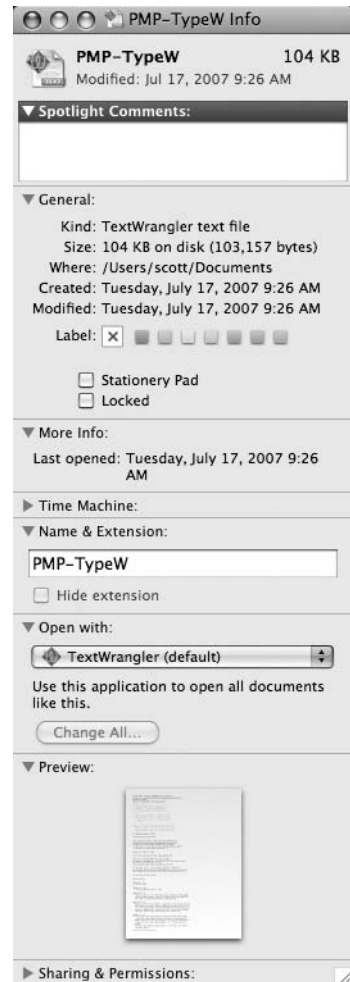 PMP-TypeW Info
PMP-TypeW 104 KB
Modified: Jul 17, 2007 9:26 AM
Spotlight Comments:
General:
Kind: TextWrangler text file
Size: 104 KB on disk (103,157 bytes)
Where: /Users/scott/Documents
Created: Tuesday, July 17, 2007 9:26 AM
Modified: Tuesday, July 17, 2007 9:26 AM
Label:
Stationery Pad
Locked
More Info:
Last opened: Tuesday, July 17, 2007 9:26
AM
Time Machine:
Name & Extension:
PMP-TypeW
Hide extension
Open with:
TextWrangler (default)
Use this application to open all documents
like this.
Change All...
Preview:
Sharing & Permissions: